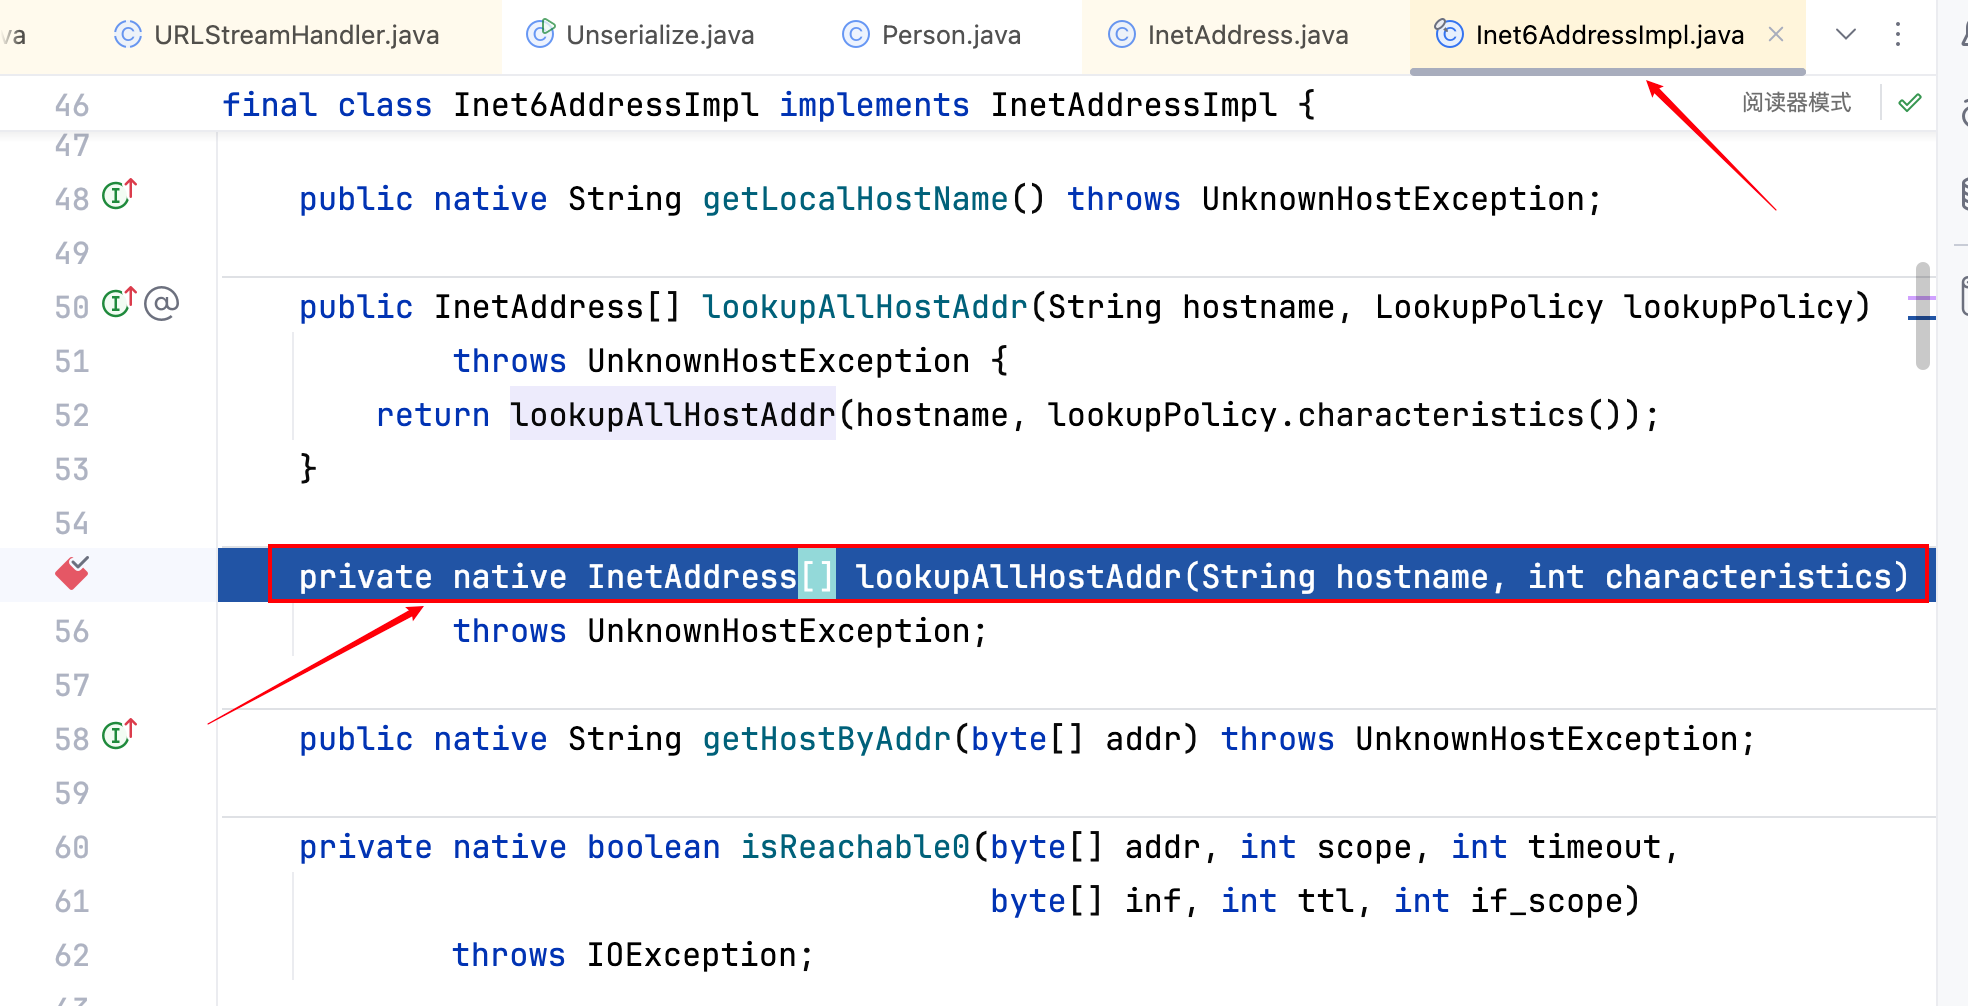 va URLStreamHandler.java Unserialize.java Person.java InetAddress.java Inet6AddressImpl.java
46 final class Inet6AddressImpl implements InetAddressImpl { 阅读器模式
47
48 public native String getLocalHostName() throws UnknownHostException;
49
50 public InetAddress[] lookupAllHostAddr(String hostname, LookupPolicy lookupPolicy)
51 throws UnknownHostException {
52 return lookupAllHostAddr(hostname, lookupPolicy.characteristics());
53 }
54
private native InetAddress[] lookupAllHostAddr(String hostname, int characteristics)
56 throws UnknownHostException;
57
58 public native String getHostByAddr(byte[] addr) throws UnknownHostException;
59
60 private native boolean isReachable0(byte[] addr, int scope, int timeout,
61 byte[] inf, int ttl, int if_scope)
62 throws IOException;